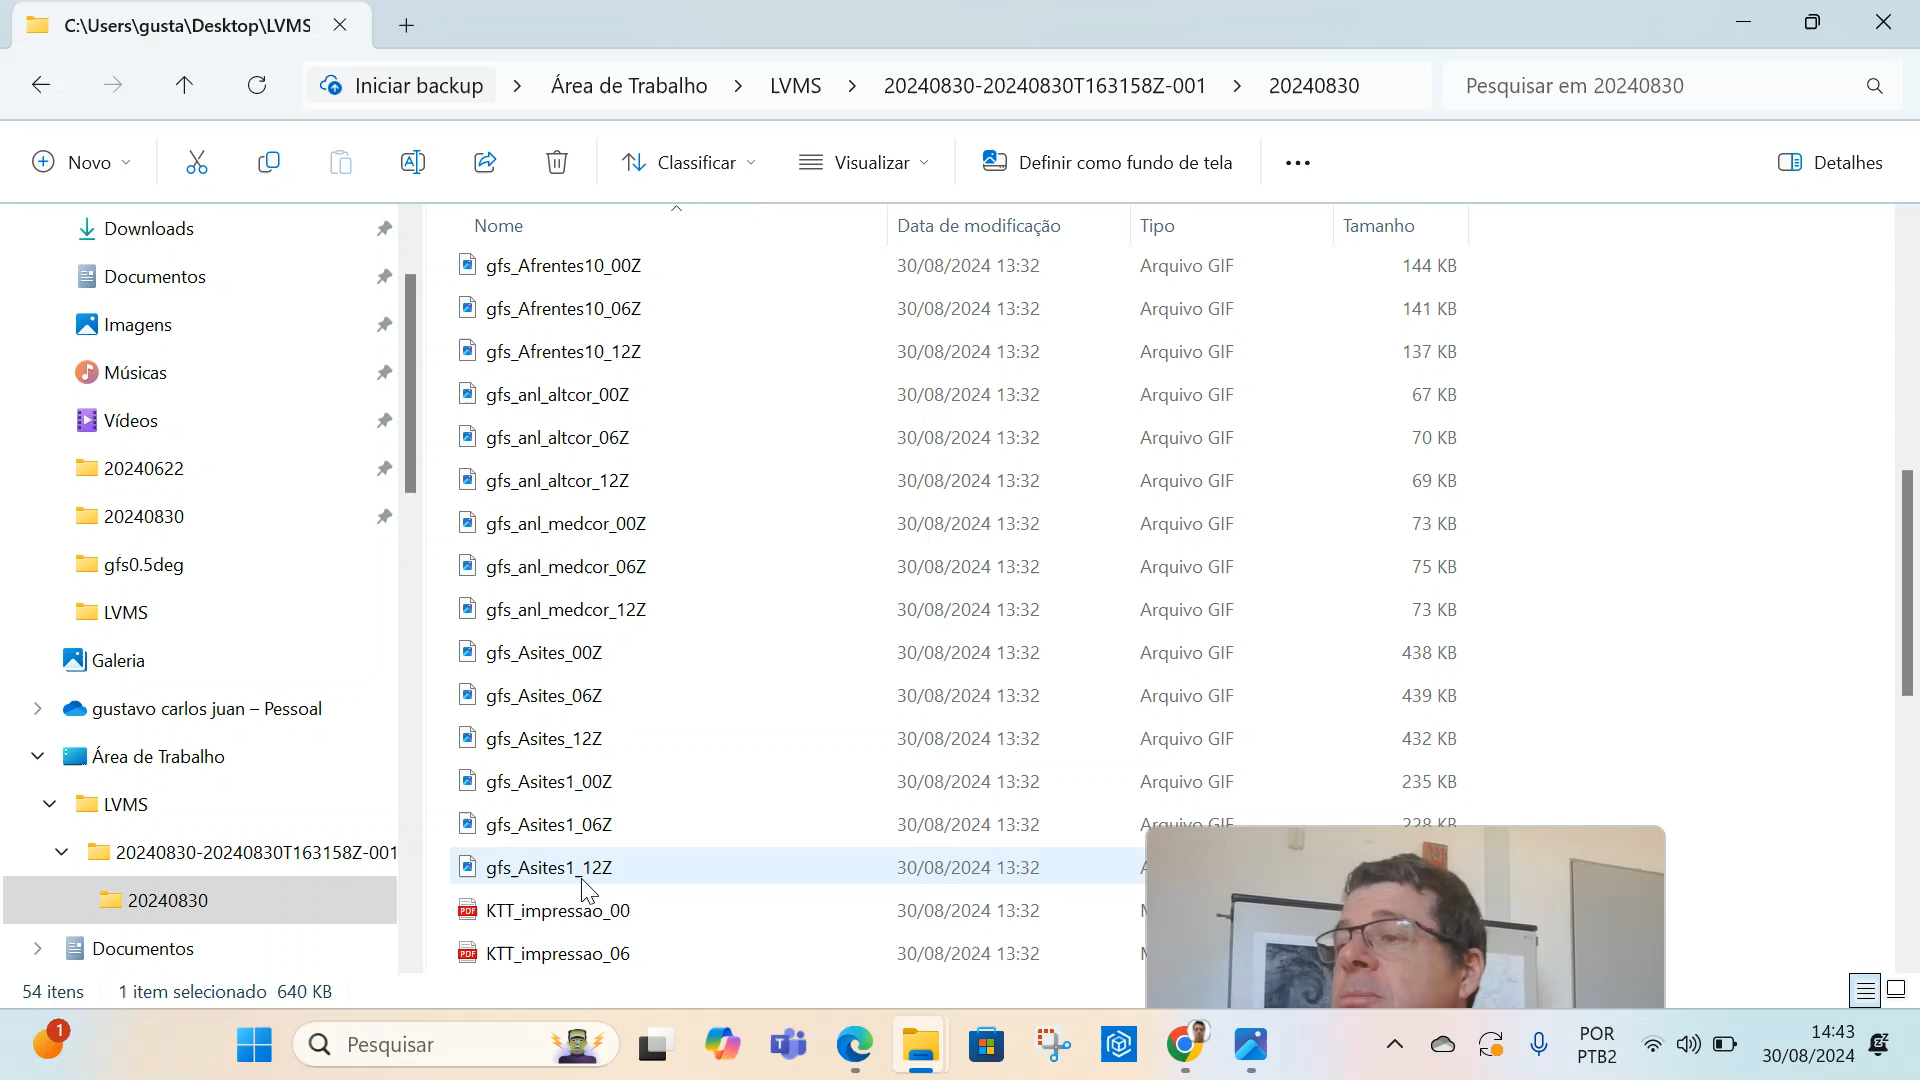 C:\Users\gusta\Desktop\LVMS
Iniciar backup > Área de Trabalho > LVMS > 20240830-20240830T163158Z-001 > 20240830
Pesquisar em 20240830
Novo
Classificar
Visualizar
Definir como fundo de tela
Detalhes
Downloads
Documentos
Imagens
Músicas
Vídeos
20240622
20240830
gfs0.5deg
LVMS
Galeria
gustavo carlos juan – Pessoal
Área de Trabalho
LVMS
20240830-20240830T163158Z-001
20240830
Documentos
Nome Data de modificação Tipo Tamanho
gfs_Afrentes10_00Z 30/08/2024 13:32 Arquivo GIF 144 KB
gfs_Afrentes10_06Z 30/08/2024 13:32 Arquivo GIF 141 KB
gfs_Afrentes10_12Z 30/08/2024 13:32 Arquivo GIF 137 KB
gfs_anl_altcor_00Z 30/08/2024 13:32 Arquivo GIF 67 KB
gfs_anl_altcor_06Z 30/08/2024 13:32 Arquivo GIF 70 KB
gfs_anl_altcor_12Z 30/08/2024 13:32 Arquivo GIF 69 KB
gfs_anl_medcor_00Z 30/08/2024 13:32 Arquivo GIF 73 KB
gfs_anl_medcor_06Z 30/08/2024 13:32 Arquivo GIF 75 KB
gfs_anl_medcor_12Z 30/08/2024 13:32 Arquivo GIF 73 KB
gfs_Asites_00Z 30/08/2024 13:32 Arquivo GIF 438 KB
gfs_Asites_06Z 30/08/2024 13:32 Arquivo GIF 439 KB
gfs_Asites_12Z 30/08/2024 13:32 Arquivo GIF 432 KB
gfs_Asites1_00Z 30/08/2024 13:32 Arquivo GIF 235 KB
gfs_Asites1_06Z 30/08/2024 13:32 Arquivo GIF 228 KB
gfs_Asites1_12Z 30/08/2024 13:32
KTT_impressao_00 30/08/2024 13:32
KTT_impressao_06 30/08/2024 13:32
54 itens 1 item selecionado 640 KB
1
Pesquisar
POR
PTB2
14:43
30/08/2024